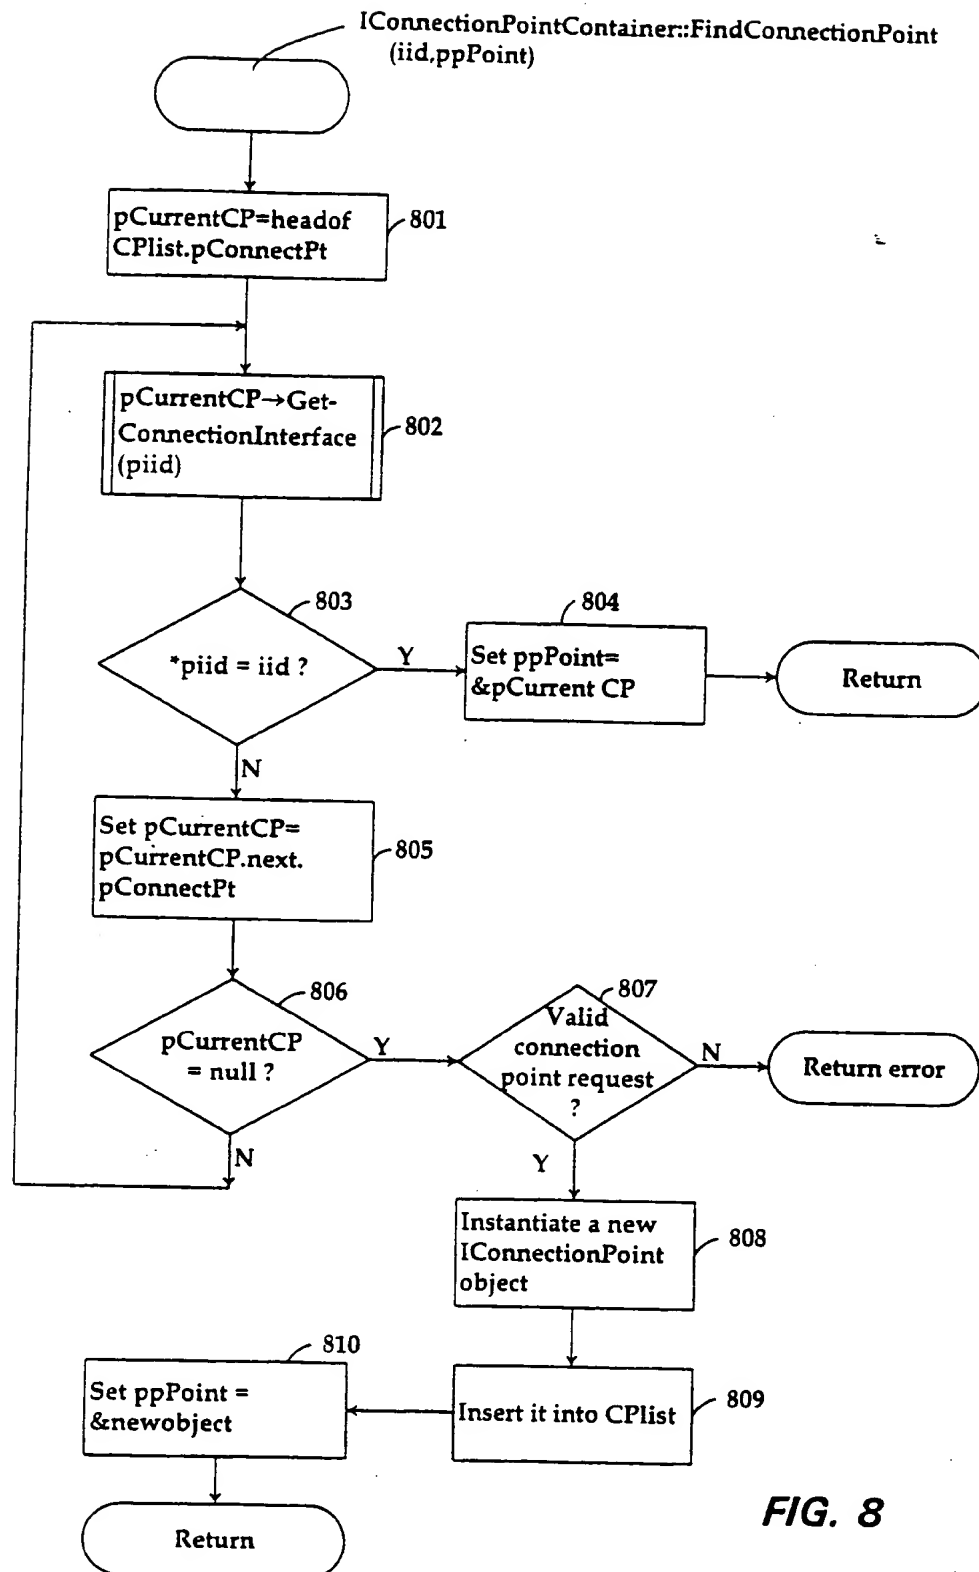 IConnectionPointContainer::FindConnectionPoint
(iid,ppPoint)
pCurrentCP=headof
CPlist.pConnectPt
801
pCurrentCP→Get-
ConnectionInterface
(piid)
802
803
*piid = iid ?
Y
804
Set ppPoint=
&pCurrent CP
Return
N
Set pCurrentCP=
pCurrentCP.next.
pConnectPt
805
806
pCurrentCP
= null ?
Y
807
Valid
connection
point request
?
N
Return error
N
Y
Instantiate a new
IConnectionPoint
object
808
Insert it into CPlist
809
810
Set ppPoint =
&newobject
Return
FIG. 8